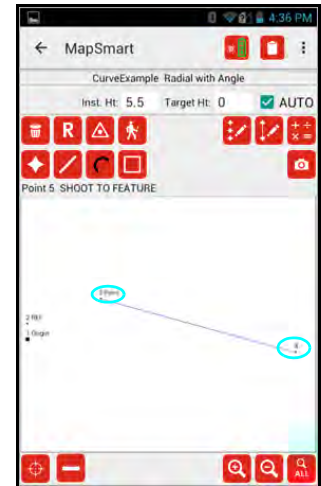 4:36 PM
MapSmart
CurveExample Radial with Angle
Inst. Ht: 5.5 Target Ht: 0 AUTO
R
Point 5 SHOOT TO FEATURE
3 Point
2 REF
1 Origin
4
ALL